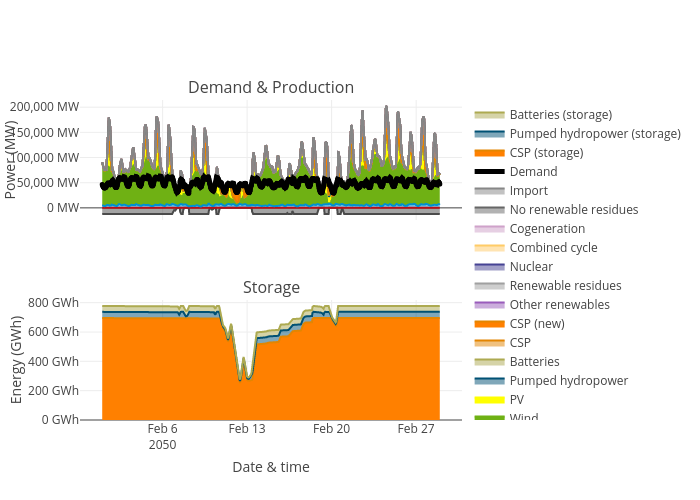 Demand & Production
200,000 MW
150,000 MW
100,000 MW
50,000 MW
0 MW
Power (MW)
Storage
800 GWh
600 GWh
400 GWh
200 GWh
0 GWh
Energy (GWh)
Feb 6
2050
Feb 13
Feb 20
Feb 27
Date & time
Batteries (storage)
Pumped hydropower (storage)
CSP (storage)
Demand
Import
No renewable residues
Cogeneration
Combined cycle
Nuclear
Renewable residues
Other renewables
CSP (new)
CSP
Batteries
Pumped hydropower
PV
Wind